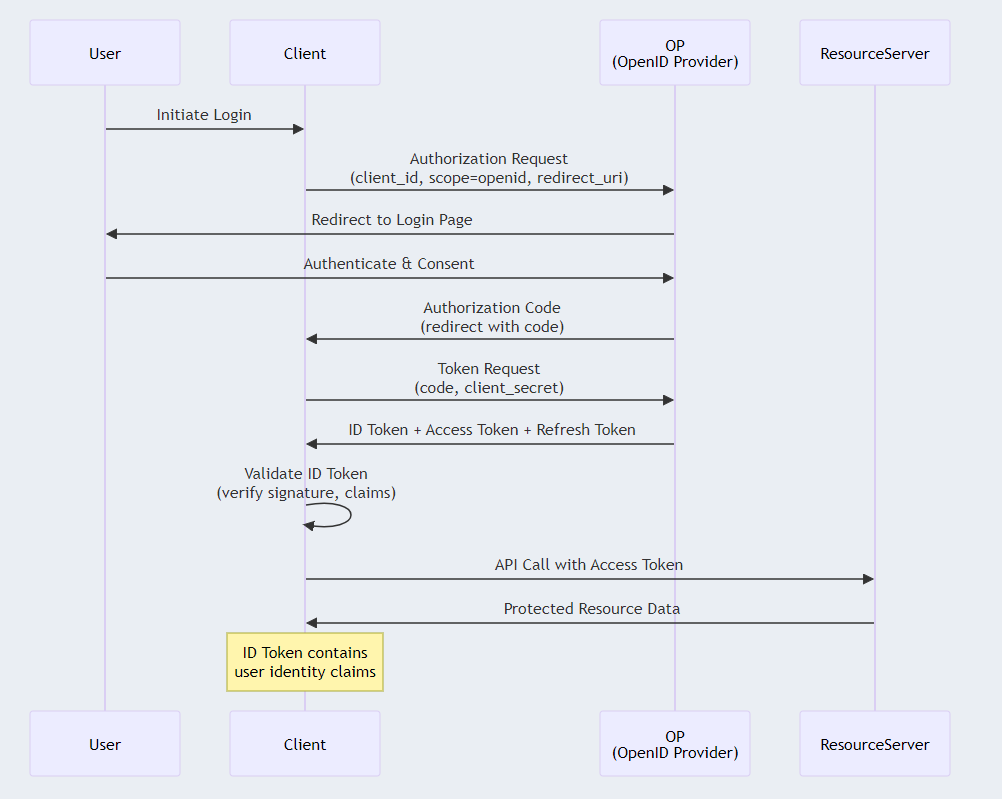 User
Client
OP
(OpenID Provider)
ResourceServer
Initiate Login
Authorization Request
(client_id, scope=openid, redirect_uri)
Redirect to Login Page
Authenticate & Consent
Authorization Code
(redirect with code)
Token Request
(code, client_secret)
ID Token + Access Token + Refresh Token
Validate ID Token
(verify signature, claims)
API Call with Access Token
Protected Resource Data
ID Token contains
user identity claims
User
Client
OP
(OpenID Provider)
ResourceServer